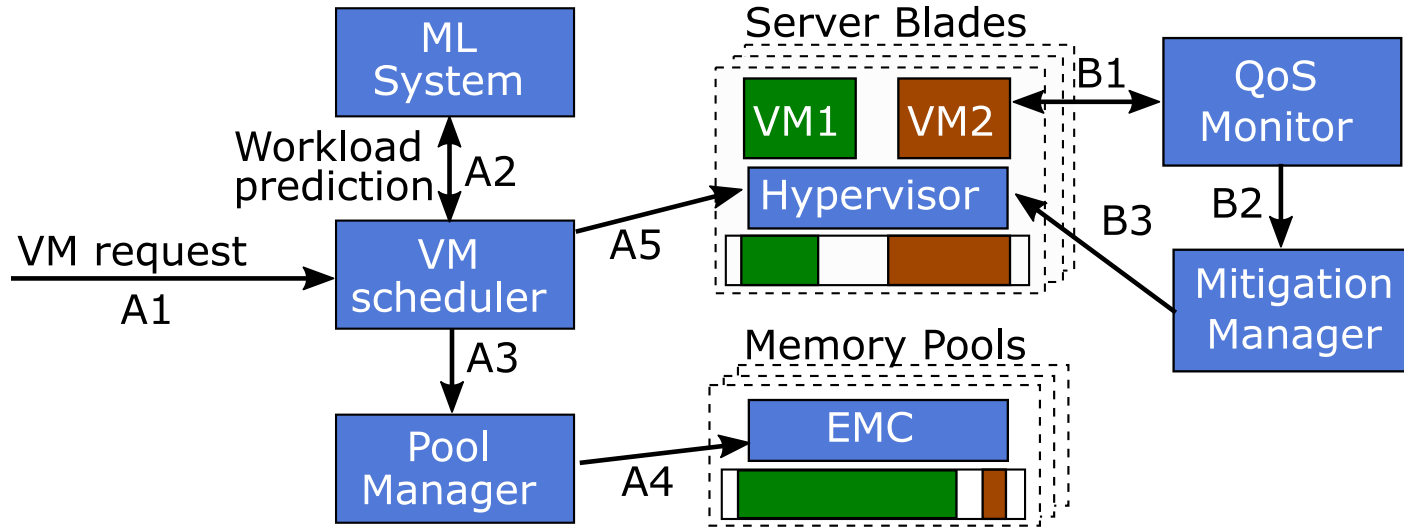 ML
System
Workload
prediction
A2
VM request
A1
VM
scheduler
A3
Pool
Manager
A4
A5
Server Blades
VM1
VM2
Hypervisor
Memory Pools
EMC
B1
QoS
Monitor
B2
B3
Mitigation
Manager